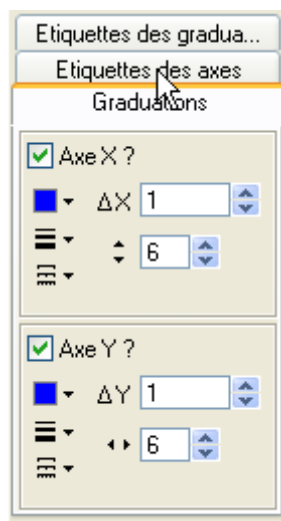 Etiquettes des gradua...
Etiquettes des axes
Graduations
Axe X ?
ΔX 1
6
Axe Y ?
ΔY 1
6